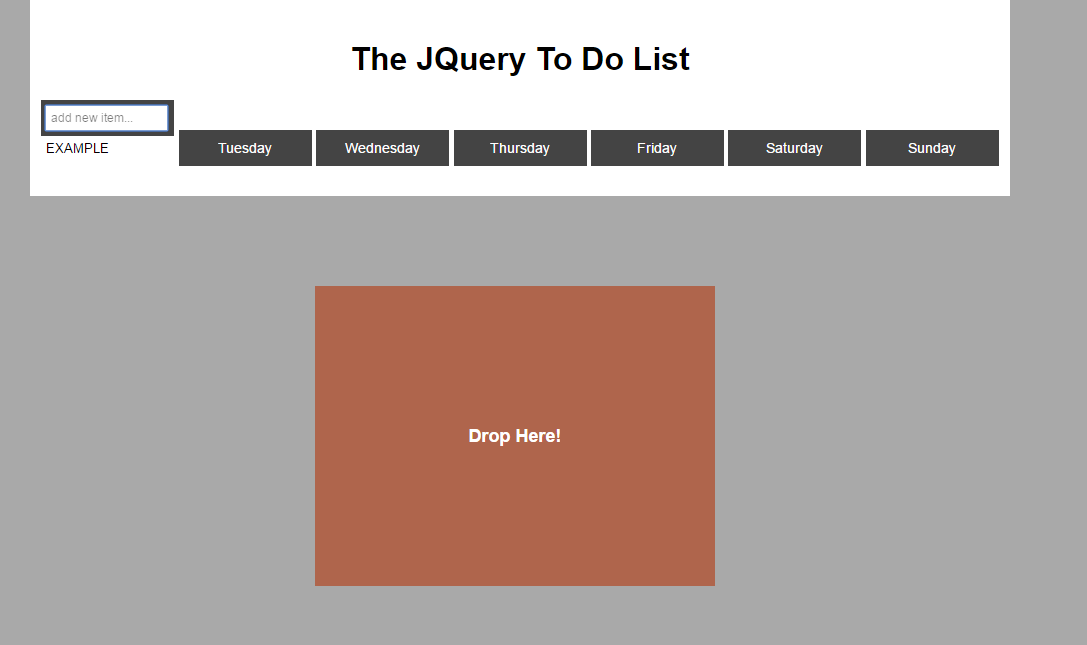 The JQuery To Do List
add new item...
EXAMPLE
Tuesday
Wednesday
Thursday
Friday
Saturday
Sunday
Drop Here!